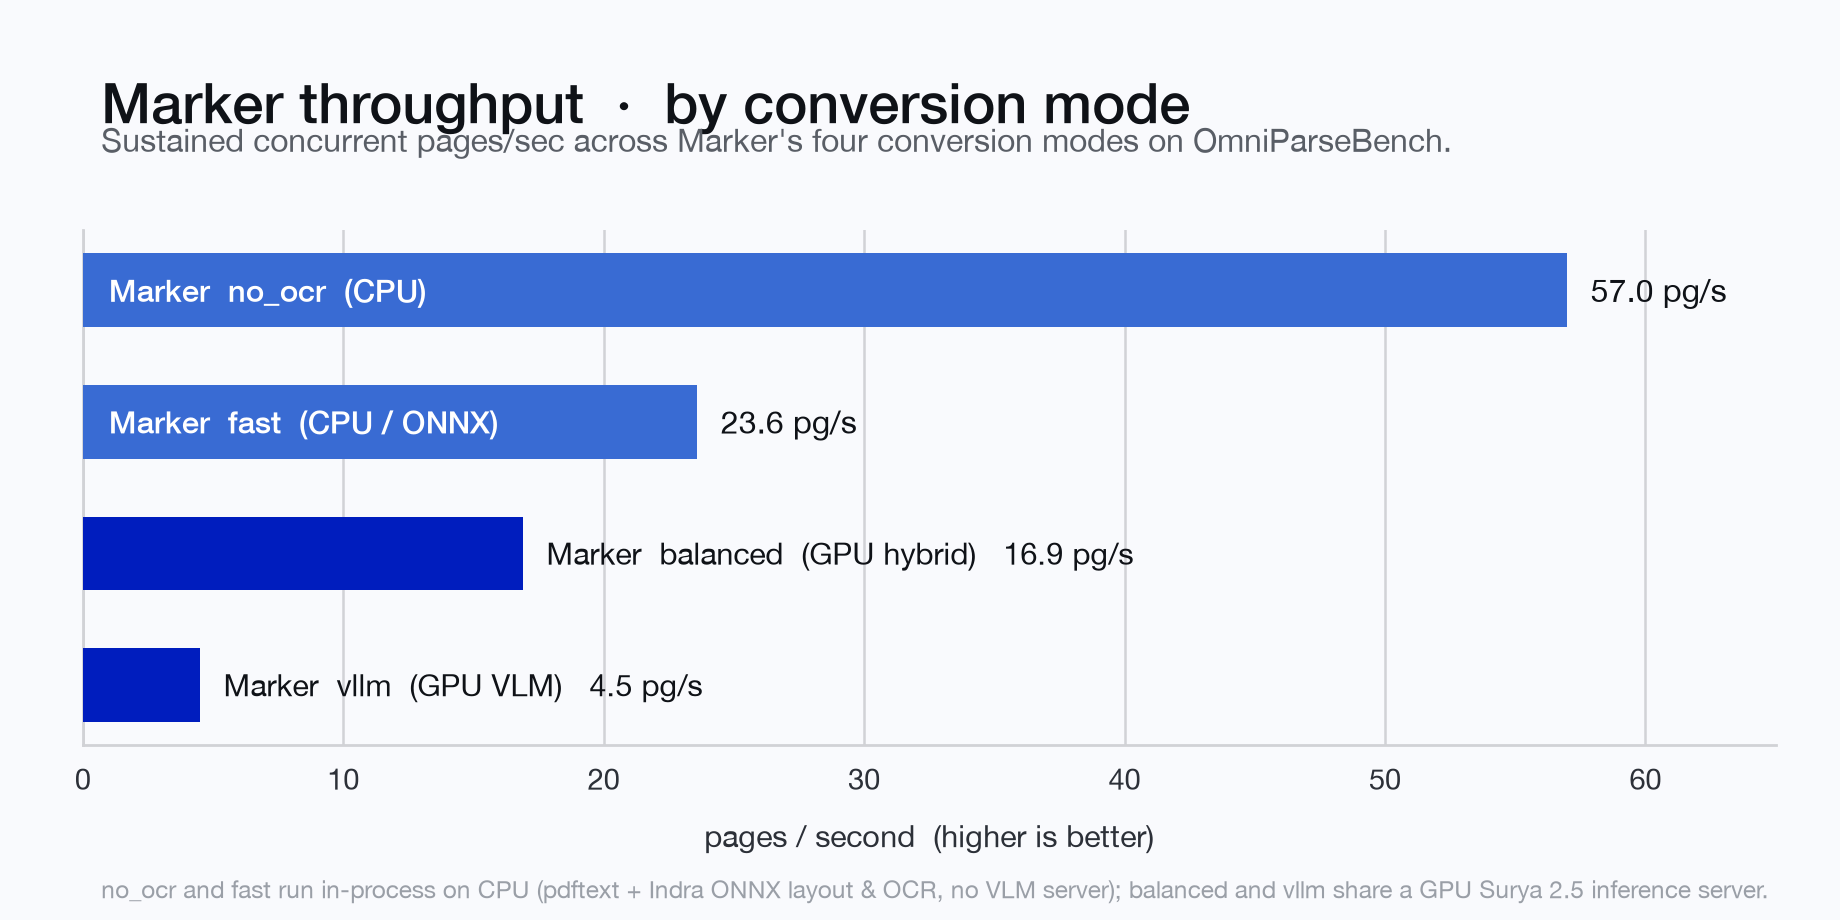 Marker throughput · by conversion mode
Sustained concurrent pages/sec across Marker's four conversion modes on OmniParseBench.
Marker no_ocr (CPU) 57.0 pg/s
Marker fast (CPU / ONNX) 23.6 pg/s
Marker balanced (GPU hybrid) 16.9 pg/s
Marker vllm (GPU VLM) 4.5 pg/s
0 10 20 30 40 50 60
pages / second (higher is better)
no_ocr and fast run in-process on CPU (pdftext + Indra ONNX layout & OCR, no VLM server); balanced and vllm share a GPU Surya 2.5 inference server.